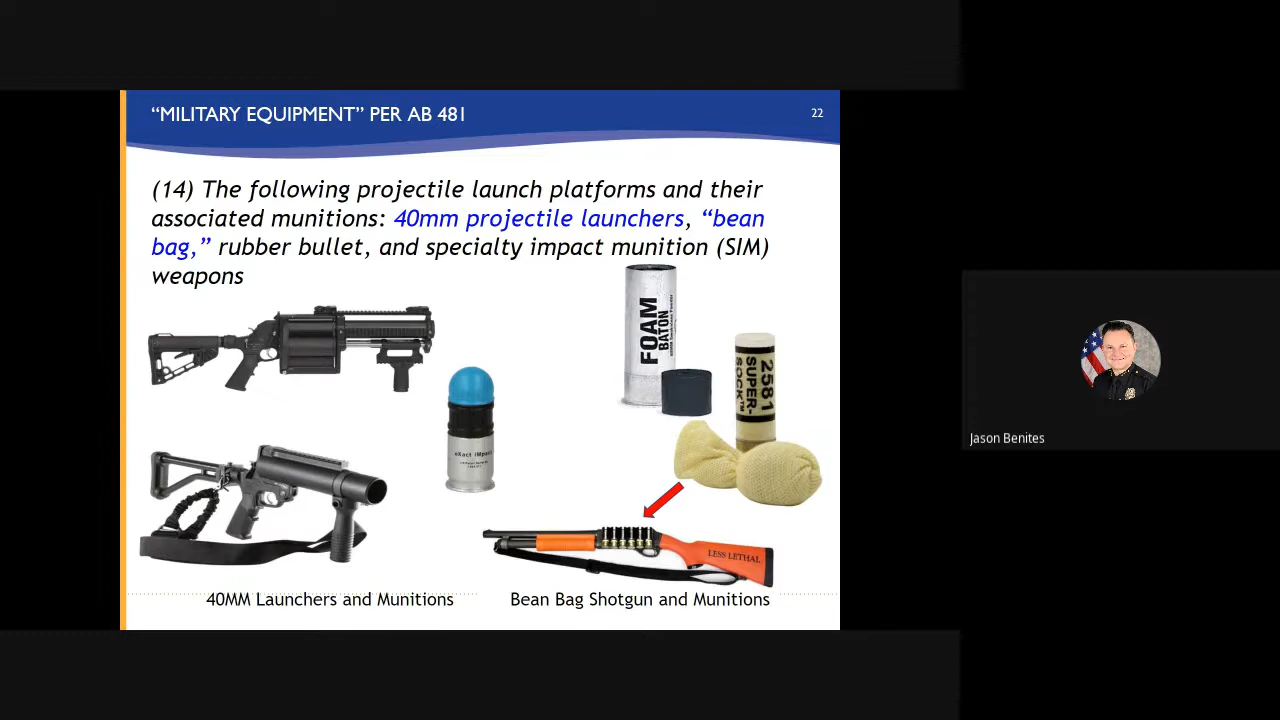 “MILITARY EQUIPMENT” PER AB 481
22
(14) The following projectile launch platforms and their
associated munitions: 40mm projectile launchers, “bean
bag,” rubber bullet, and specialty impact munition (SIM)
weapons
FOAM
BATON
2581
SUPER-
SOCK™
eXact iMpact
LESS LETHAL
40MM Launchers and Munitions
Bean Bag Shotgun and Munitions
Jason Benites